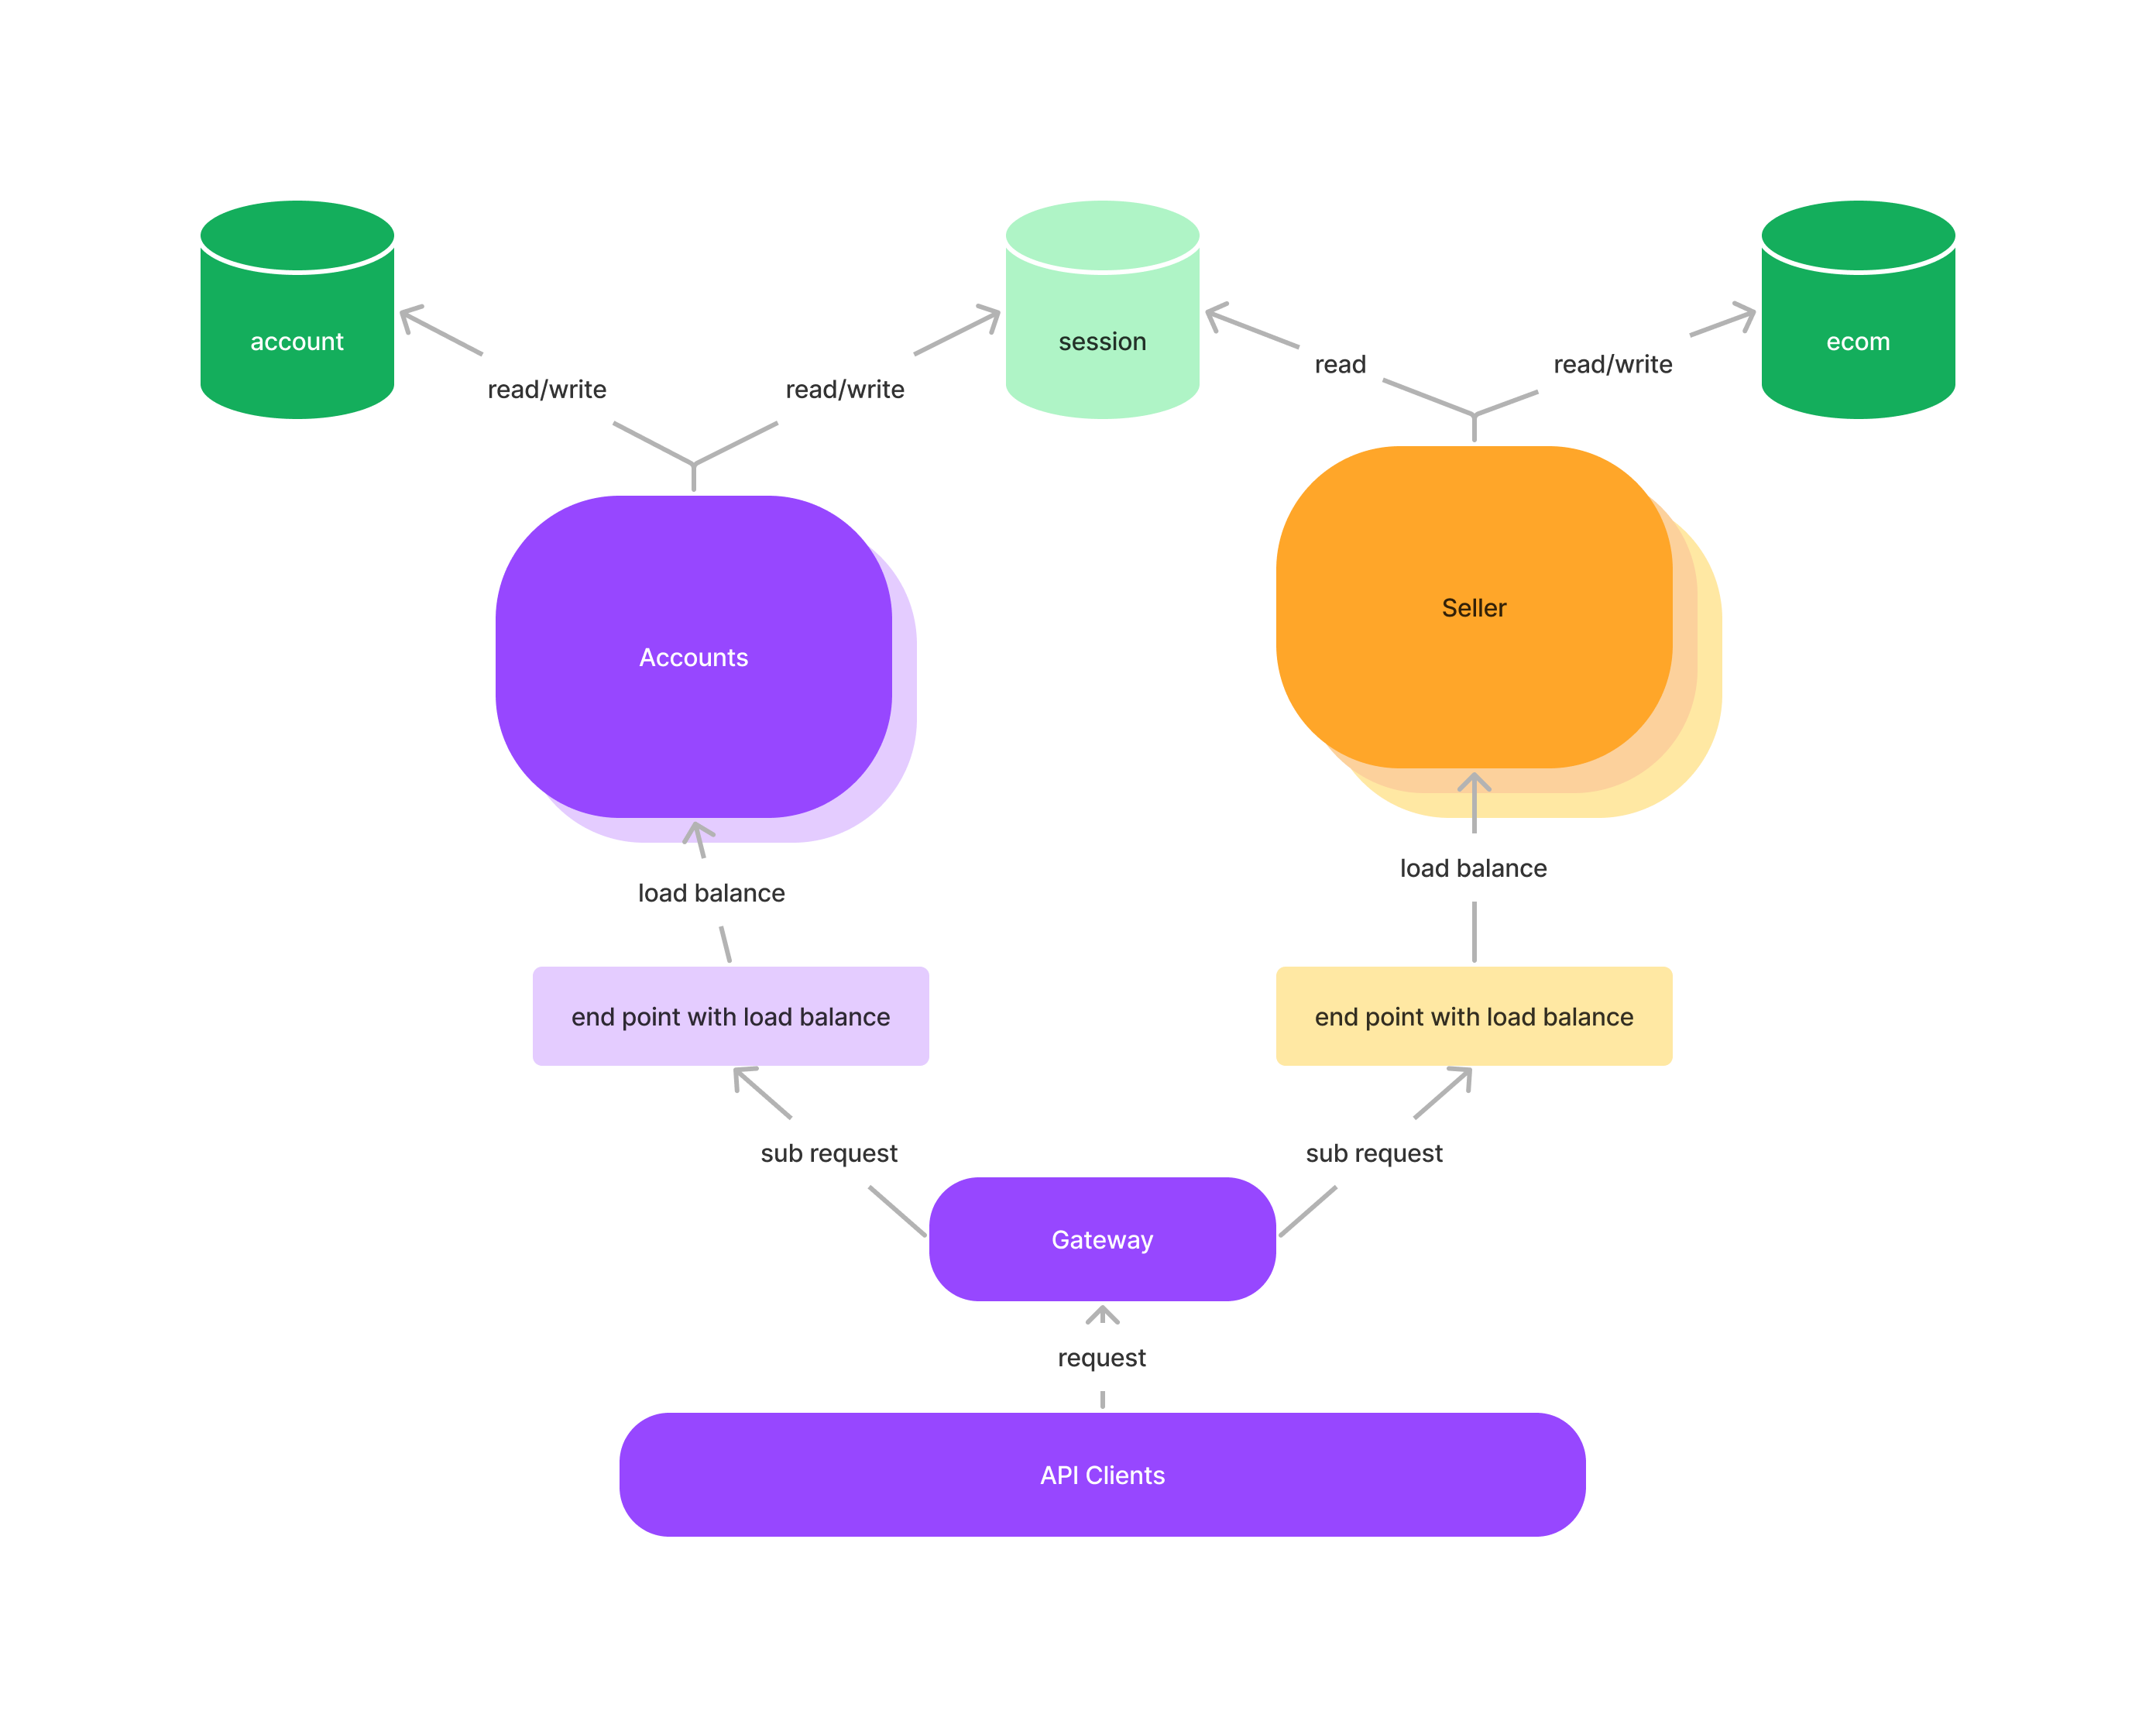 account
session
ecom
read/write
read/write
read
read/write
Accounts
Seller
load balance
load balance
end point with load balance
end point with load balance
sub request
sub request
Gateway
request
API Clients